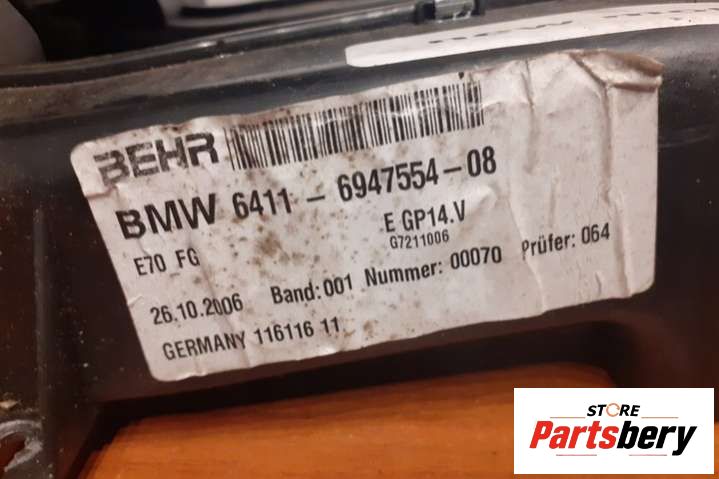 BEHR
BMW 6411 - 6947554 - 08
E70 FG E GP14.V
G7211006
26.10.2006 Band: 001 Nummer: 00070 Prüfer: 064
GERMANY 116116 11
STORE
Partsbery